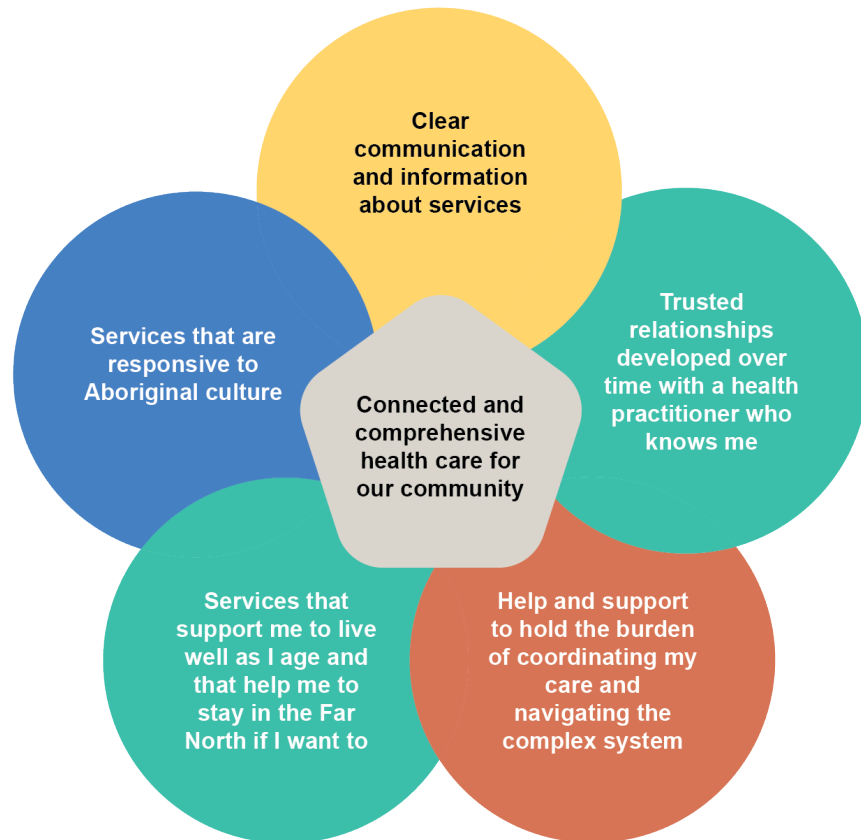 Clear
communication
and information
about services
Trusted
relationships
developed over
time with a health
practitioner who
knows me
Services that are
responsive to
Aboriginal culture
Connected and
comprehensive
health care for
our community
Services that
support me to live
well as I age and
that help me to
stay in the Far
North if I want to
Help and support
to hold the burden
of coordinating my
care and
navigating the
complex system